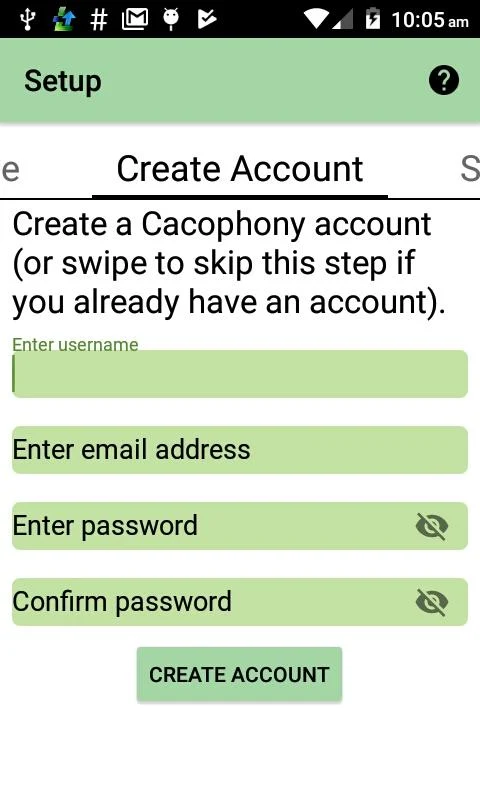 10:05 am
Setup
e Create Account S
Create a Cacophony account
(or swipe to skip this step if
you already have an account).
Enter username
Enter email address
Enter password
Confirm password
CREATE ACCOUNT